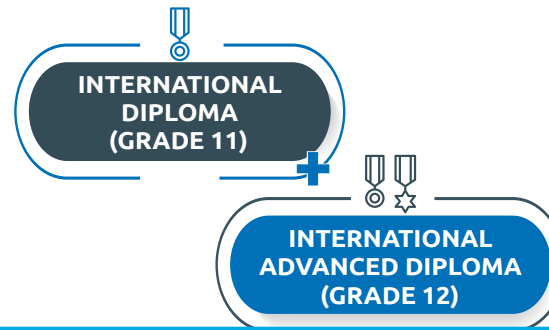 INTERNATIONAL
DIPLOMA
(GRADE 11)
INTERNATIONAL
ADVANCED DIPLOMA
(GRADE 12)